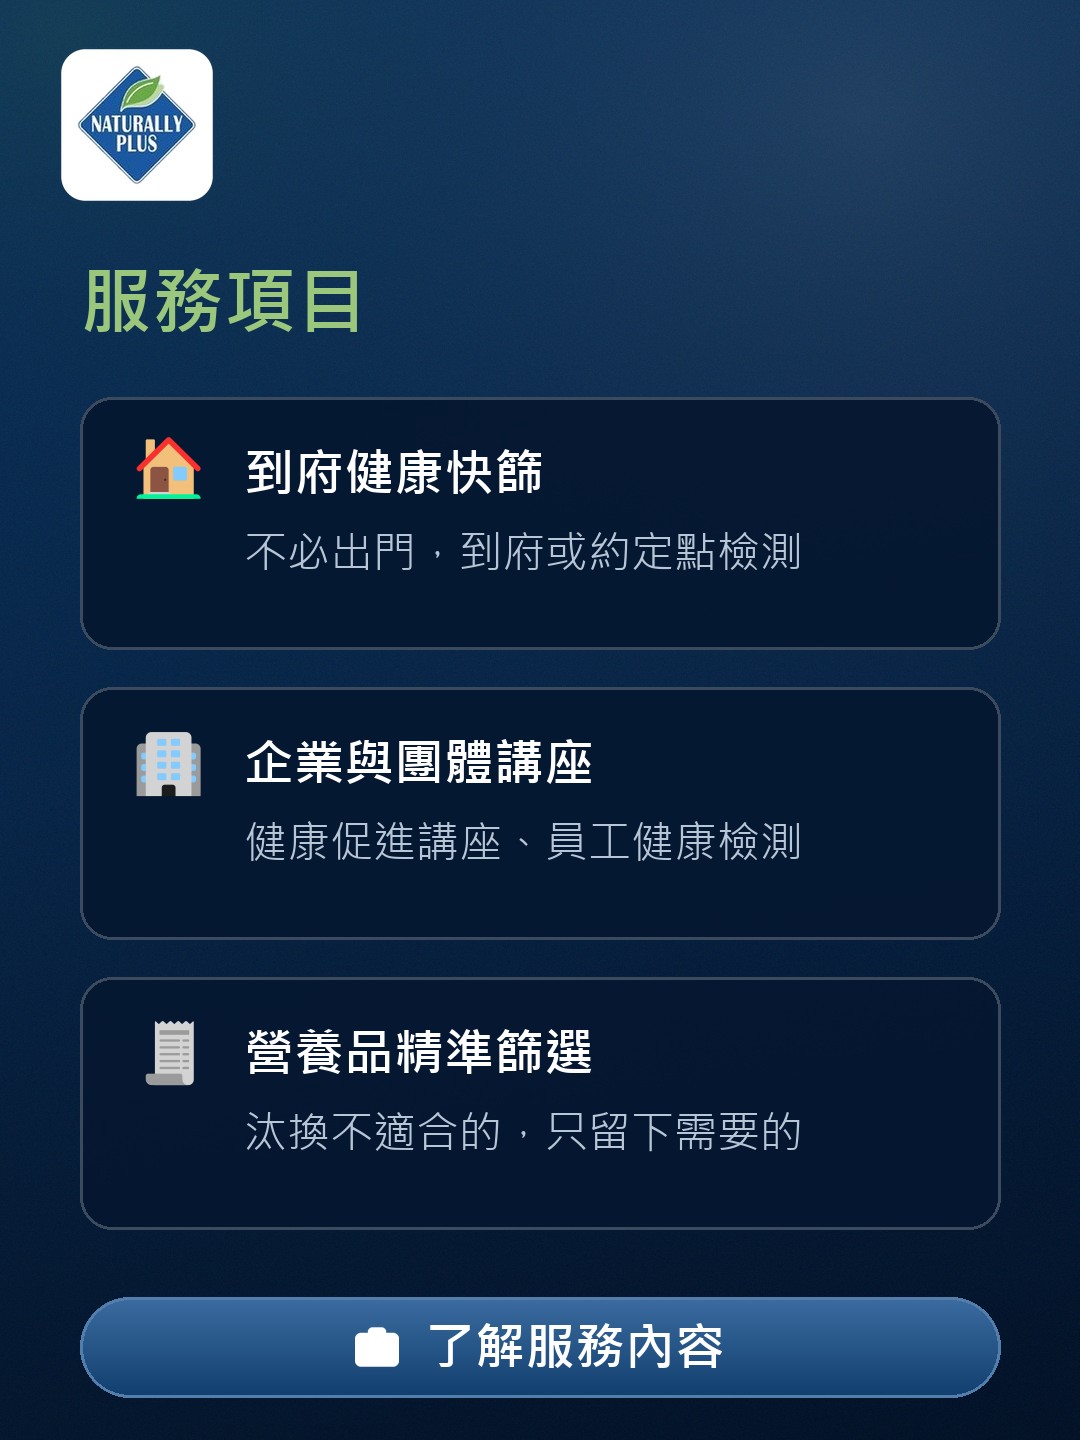 NATURALLY
PLUS
服務項目
到府健康快篩
不必出門，到府或約定點檢測
企業與團體講座
健康促進講座、員工健康檢測
營養品精準篩選
汰換不適合的，只留下需要的
了解服務內容